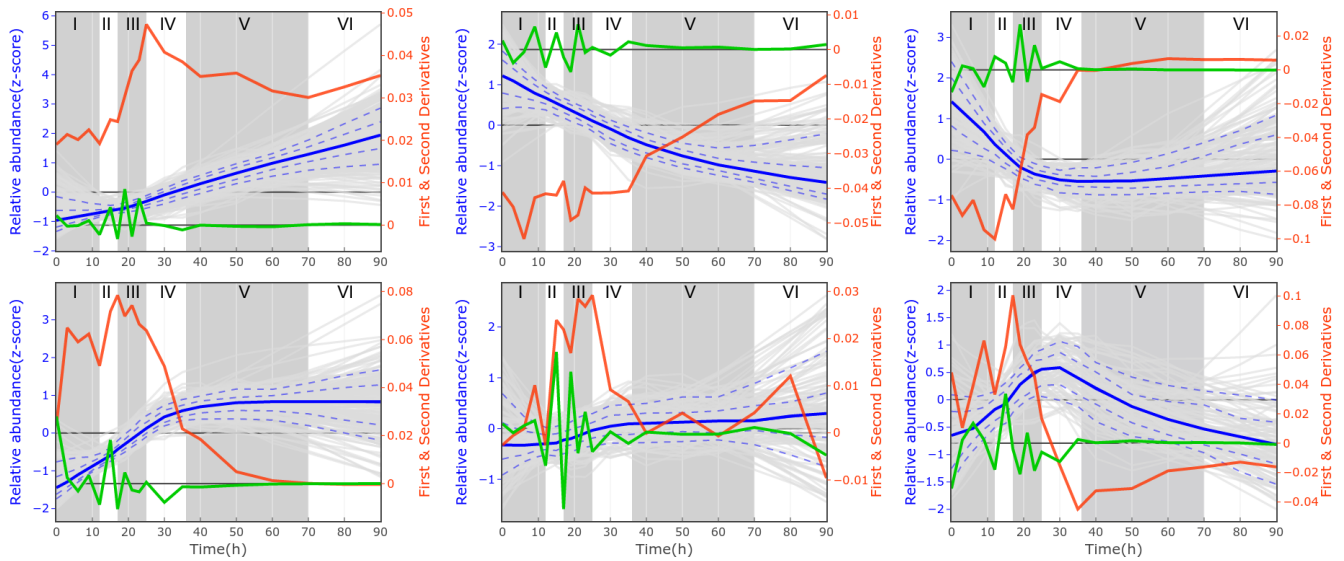 I II III IV V VI
Relative abundance(z-score)
6
5
4
3
2
1
0
−1
−2
0 10 20 30 40 50 60 70 80 90
0.05
0.04
0.03
0.02
0.01
0
First & Second Derivatives
I II III IV V VI
Relative abundance(z-score)
2
1
0
−1
−2
−3
0 10 20 30 40 50 60 70 80 90
0.01
0
−0.01
−0.02
−0.03
−0.04
−0.05
First & Second Derivatives
I II III IV V VI
Relative abundance(z-score)
3
2
1
0
−1
−2
0 10 20 30 40 50 60 70 80 90
0.02
0
−0.02
−0.04
−0.06
−0.08
−0.1
First & Second Derivatives
I II III IV V VI
Relative abundance(z-score)
3
2
1
0
−1
−2
0 10 20 30 40 50 60 70 80 90
Time(h)
0.08
0.06
0.04
0.02
0
First & Second Derivatives
I II III IV V VI
Relative abundance(z-score)
2
1
0
−1
0 10 20 30 40 50 60 70 80 90
Time(h)
0.03
0.02
0.01
0
−0.01
First & Second Derivatives
I II III IV V VI
Relative abundance(z-score)
2
1.5
1
0.5
0
−0.5
−1
−1.5
−2
0 10 20 30 40 50 60 70 80 90
Time(h)
0.1
0.08
0.06
0.04
0.02
0
−0.02
−0.04
First & Second Derivatives